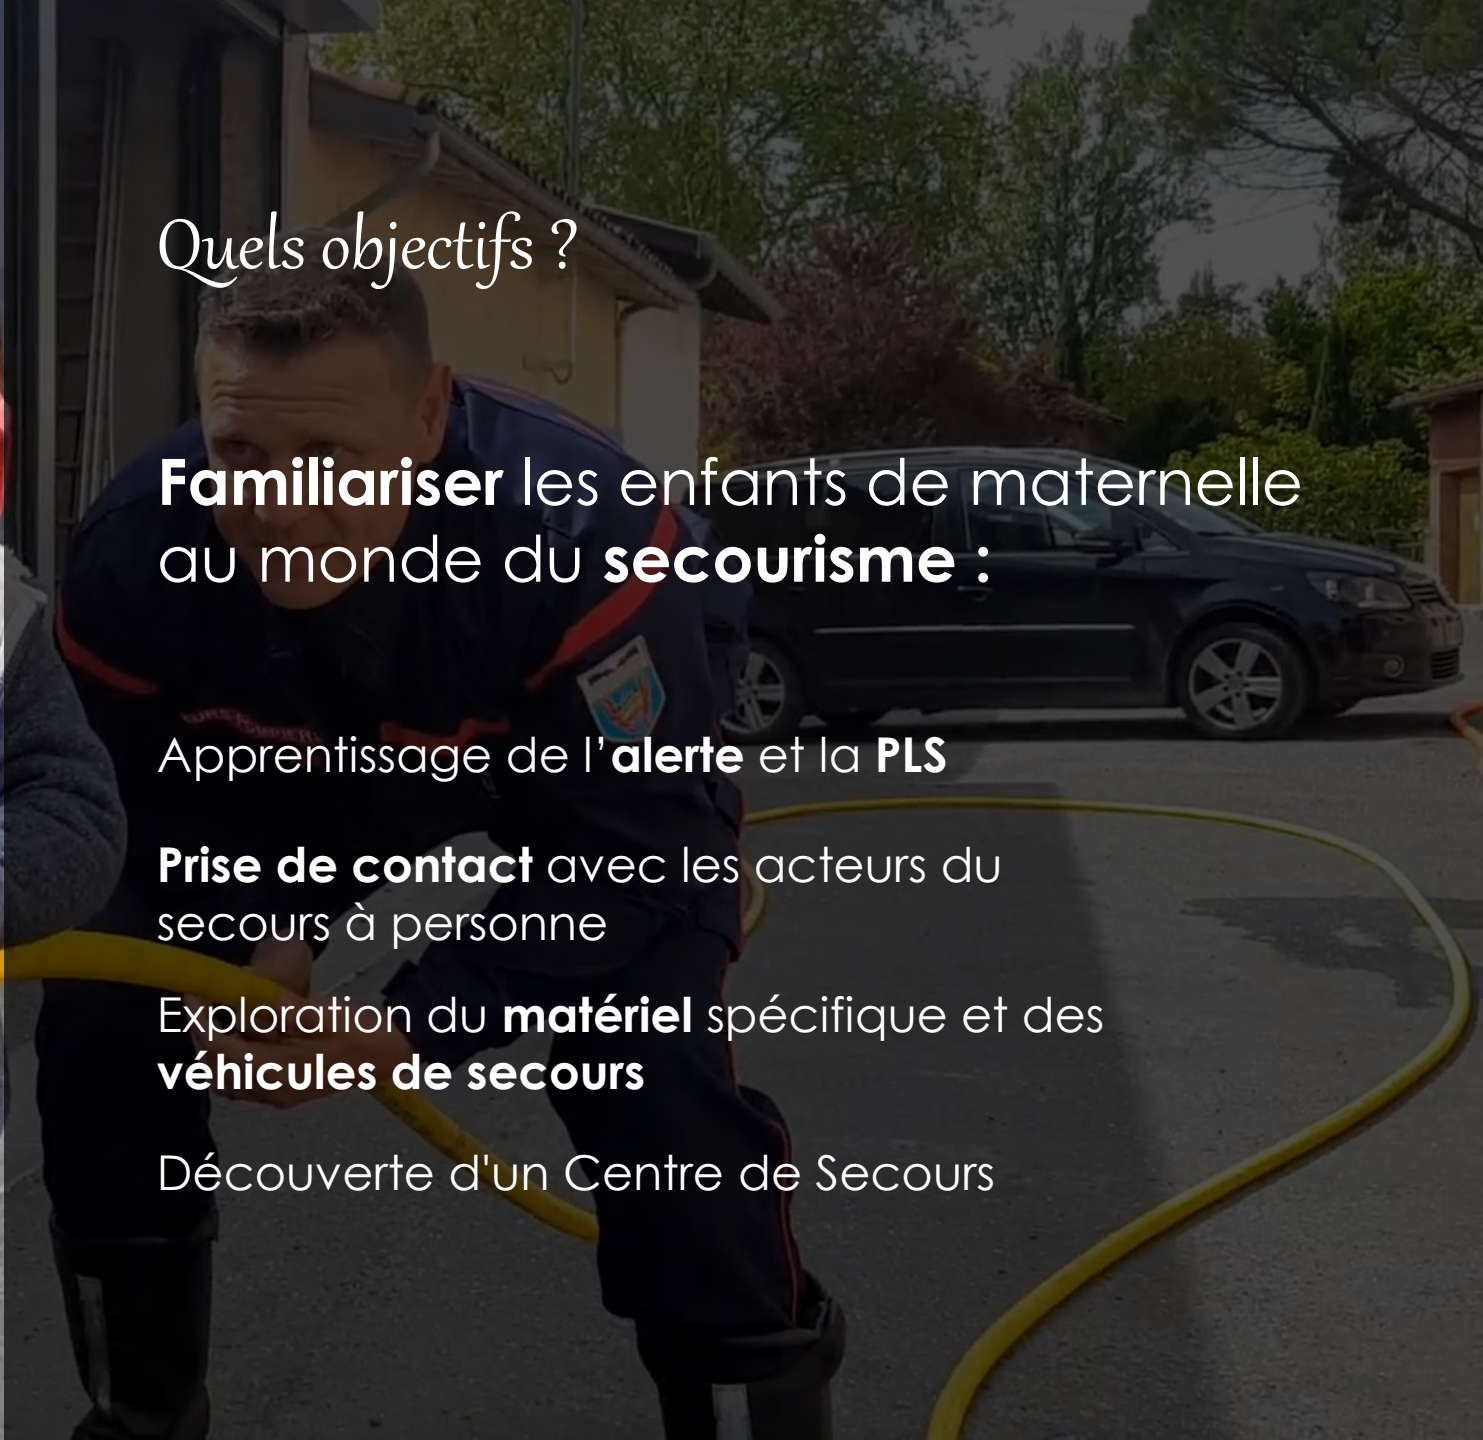 Quels objectifs ?
Familiariser les enfants de maternelle
au monde du secourisme :
Apprentissage de l’alerte et la PLS
Prise de contact avec les acteurs du
secours à personne
Exploration du matériel spécifique et des
véhicules de secours
Découverte d'un Centre de Secours